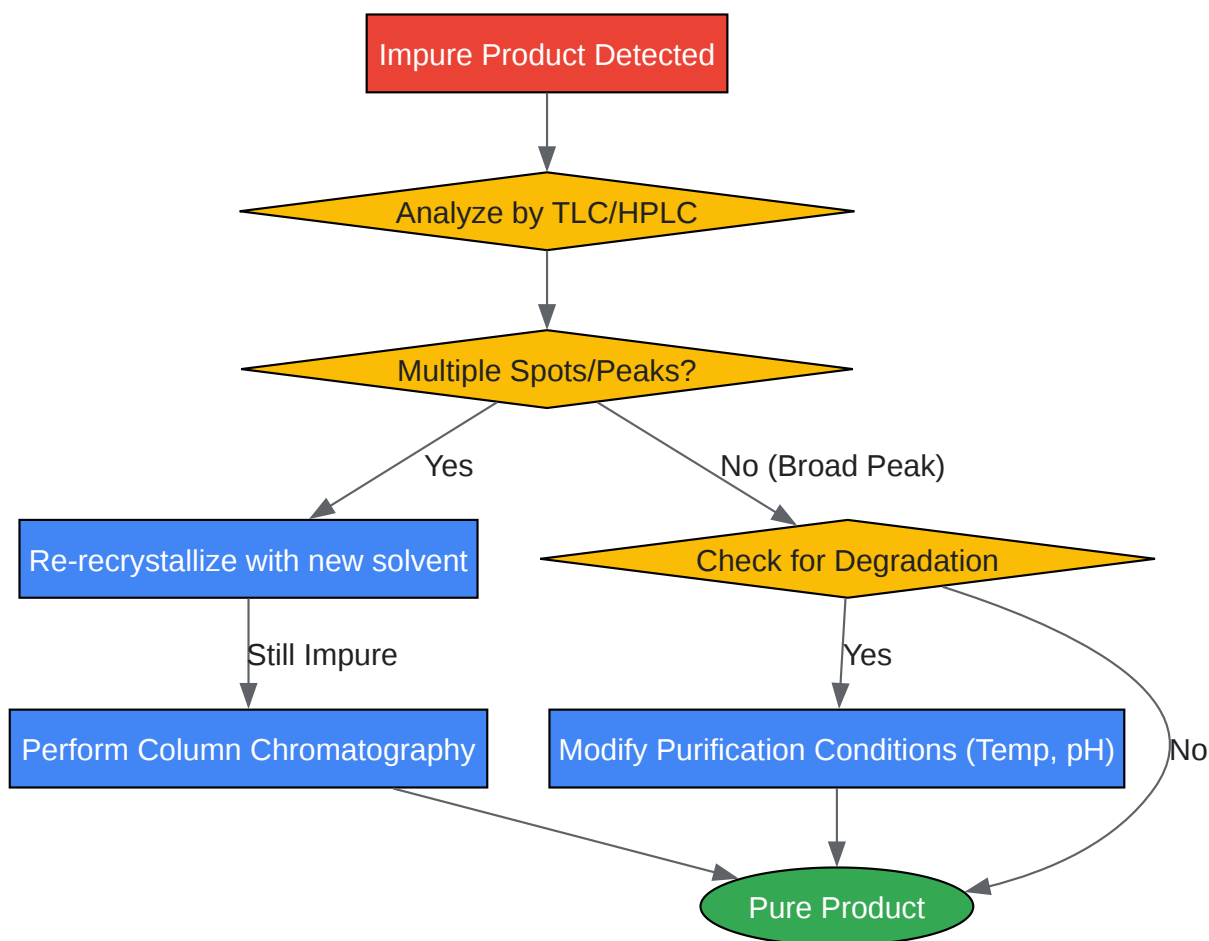 Impure Product Detected
Analyze by TLC/HPLC
Multiple Spots/Peaks?
Yes
No (Broad Peak)
Re-recrystallize with new solvent
Check for Degradation
Still Impure
Yes
Perform Column Chromatography
Modify Purification Conditions (Temp, pH)
No
Pure Product